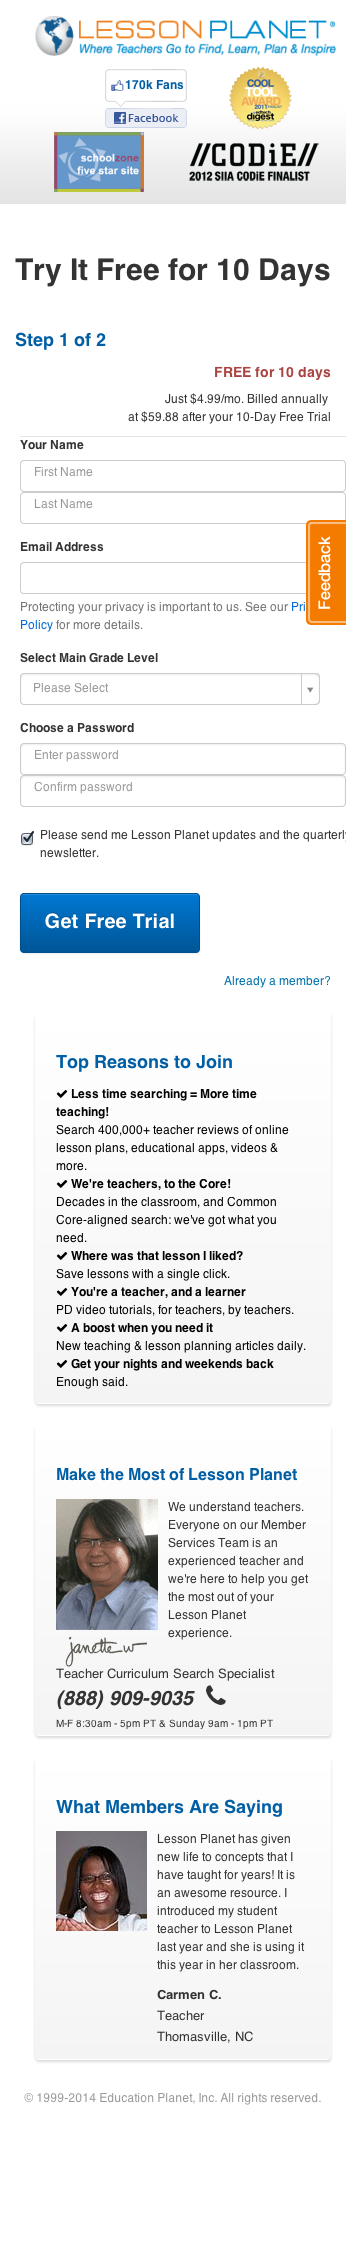 LESSON PLANET
Where Teachers Go to Find, Learn, Plan & Inspire
170k Fans
Facebook
COOL
TOOL
AWARD
2011
digest
schoolzone
five star site
//CODiE//
2012 SIIA CODiE FINALIST
Try It Free for 10 Days
Step 1 of 2
FREE for 10 days
Just $4.99/mo. Billed annually
at $59.88 after your 10-Day Free Trial
Your Name
First Name
Last Name
Email Address
Feedback
Protecting your privacy is important to us. See our Pri
Policy for more details.
Select Main Grade Level
Please Select
Choose a Password
Enter password
Confirm password
Please send me Lesson Planet updates and the quarterly
newsletter.
Get Free Trial
Already a member?
Top Reasons to Join
Less time searching = More time
teaching!
Search 400,000+ teacher reviews of online
lesson plans, educational apps, videos &
more.
We're teachers, to the Core!
Decades in the classroom, and Common
Core-aligned search: we've got what you
need.
Where was that lesson I liked?
Save lessons with a single click.
You're a teacher, and a learner
PD video tutorials, for teachers, by teachers.
A boost when you need it
New teaching & lesson planning articles daily.
Get your nights and weekends back
Enough said.
Make the Most of Lesson Planet
We understand teachers.
Everyone on our Member
Services Team is an
experienced teacher and
we're here to help you get
the most out of your
Lesson Planet
experience.
janette w
Teacher Curriculum Search Specialist
(888) 909-9035
M-F 8:30am - 5pm PT & Sunday 9am - 1pm PT
What Members Are Saying
Lesson Planet has given
new life to concepts that I
have taught for years! It is
an awesome resource. I
introduced my student
teacher to Lesson Planet
last year and she is using it
this year in her classroom.
Carmen C.
Teacher
Thomasville, NC
© 1999-2014 Education Planet, Inc. All rights reserved.